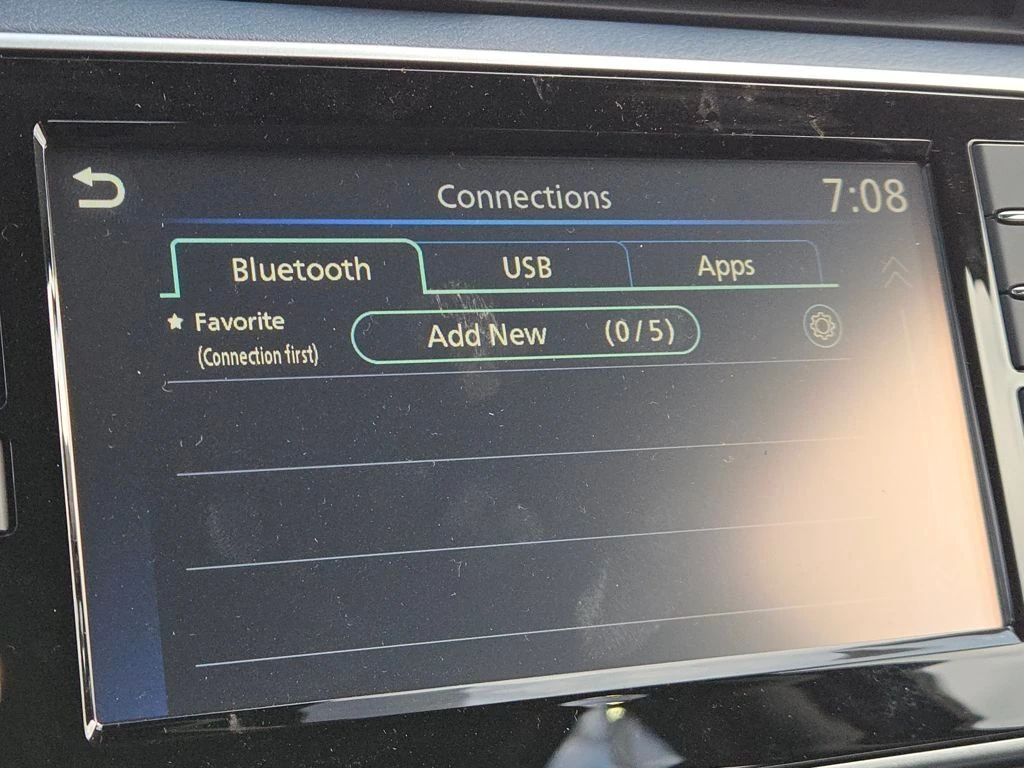 Connections 7:08
Bluetooth USB Apps
Favorite Add New (0/5)
(Connection first)